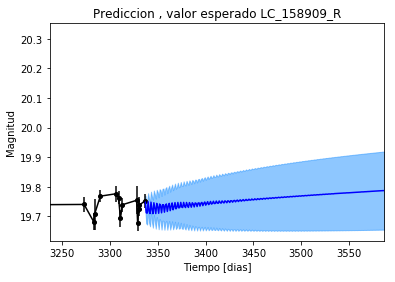 Prediccion , valor esperado LC_158909_R
20.3
20.2
20.1
20.0
19.9
19.8
19.7
Magnitud
3250 3300 3350 3400 3450 3500 3550
Tiempo [dias]